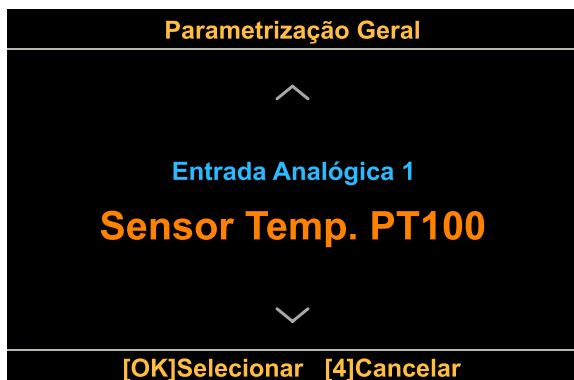 Parametrização Geral
Entrada Analógica 1
Sensor Temp. PT100
[OK]Selecionar [4]Cancelar